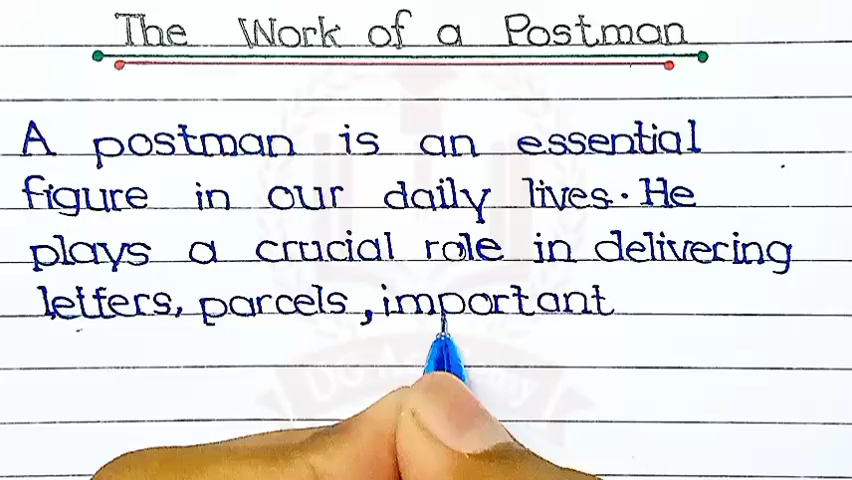 The Work of a Postman
A postman is an essential
figure in our daily lives. He
plays a crucial role in delivering
letters, parcels, important